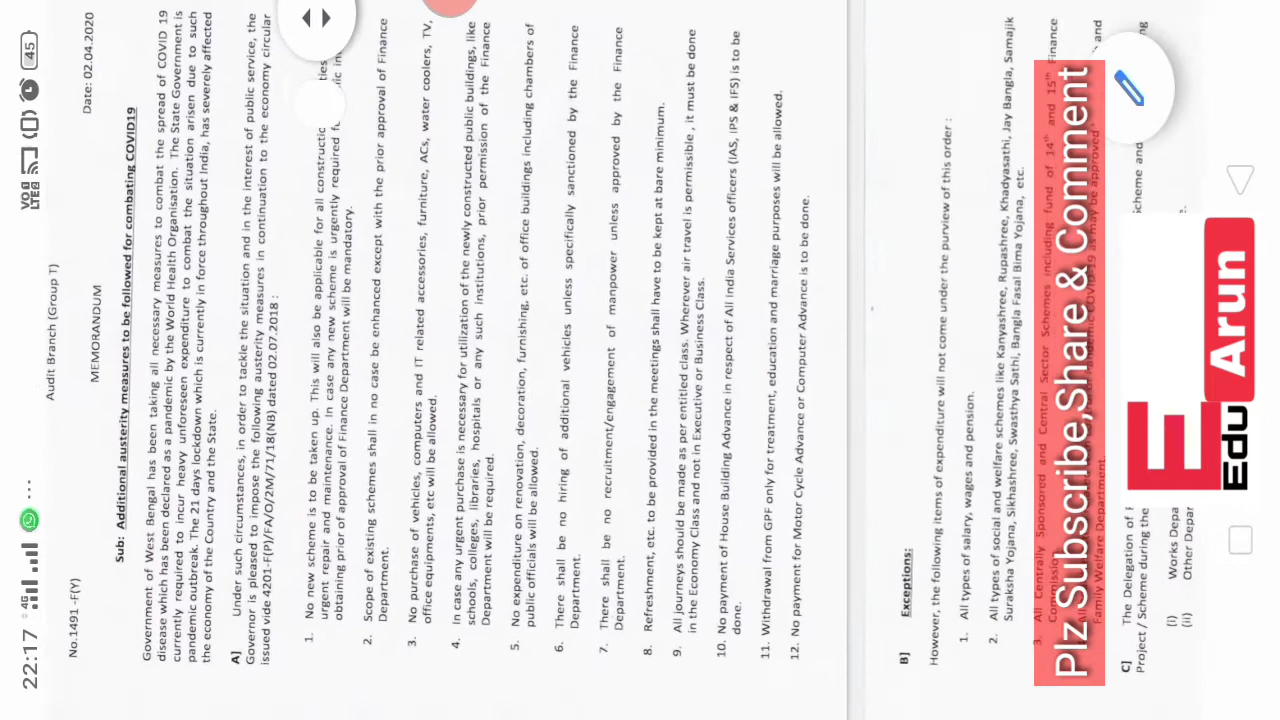 22:17
4G
VoD LTE2
45
Audit Branch (Group T)
No.1491 -F(Y)
MEMORANDUM
Date: 02.04.2020
Sub: Additional austerity measures to be followed for combating COVID19
Government of West Bengal has been taking all necessary measures to combat the spread of COVID 19
disease which has been declared as a pandemic by the World Health Organisation. The State Government is
currently required to incur heavy unforeseen expenditure to combat the situation arisen due to such
pandemic outbreak. The 21 days lockdown which is currently in force throughout India, has severely affected
the economy of the Country and the State.
A] Under such circumstances, in order to tackle the situation and in the interest of public service, the
Governor is pleased to impose the following austerity measures in continuation to the economy circular
issued vide 4201-F(P)/FA/O/2M/71/18(NB) dated 02.07.2018 :
1. No new scheme is to be taken up. This will also be applicable for all
urgent repair and maintenance. In case any new scheme is urgently required
obtaining prior of approval of Finance Department will be mandatory.
2. Scope of existing schemes shall in no case be enhanced except with the prior approval of Finance
Department.
3. No purchase of vehicles, computers and IT related accessories, furniture, ACs, water coolers, TV,
office equipments, etc will be allowed.
4. In case any urgent purchase is necessary for utilization of the newly constructed public buildings, like
schools, colleges, libraries, hospitals or any such institutions, prior permission of the Finance
Department will be required.
5. No expenditure on renovation, decoration, furnishing, etc. of office buildings including chambers of
public officials will be allowed.
6. There shall be no hiring of additional vehicles unless specifically sanctioned by the Finance
Department.
7. There shall be no recruitment/engagement of manpower unless approved by the Finance
Department.
8. Refreshment, etc. to be provided in the meetings shall have to be kept at bare minimum.
9. All journeys should be made as per entitled class. Wherever air travel is permissible , it must be done
in the Economy Class and not in Executive or Business Class.
10. No payment of House Building Advance in respect of All India Services officers (IAS, IPS & IFS) is to be
done.
11. Withdrawal from GPF only for treatment, education and marriage purposes will be allowed.
12. No payment for Motor Cycle Advance or Computer Advance is to be done.
B] Exceptions:
However, the following items of expenditure will not come under the purview of this order :
1. All types of salary, wages and pension.
2. All types of social and welfare schemes like Kanyashree, Rupashree, Khadyasathi, Jay Bangla, Samajik
Suraksha Yojana, Sikhashree, Swasthya Sathi, Bangla Fasal Bima Yojana, etc.
3. All Centrally Sponsored and Central Sector Schemes including fund of 14th and 15th Finance
Commission
Family Welfare Department.
Plz Subscribe,Share & Comment
C] The Delegation of
Scheme and
Project / Scheme during the
(i) Works Depa
(ii) Other Depar
E
Edu
Arun